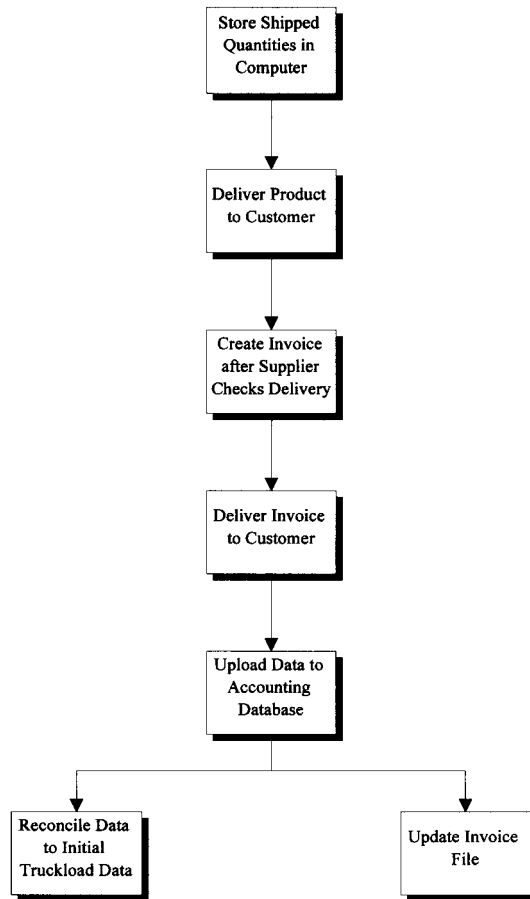 Store Shipped
Quantities in
Computer
Deliver Product
to Customer
Create Invoice
after Supplier
Checks Delivery
Deliver Invoice
to Customer
Upload Data to
Accounting
Database
Reconcile Data
to Initial
Truckload Data
Update Invoice
File